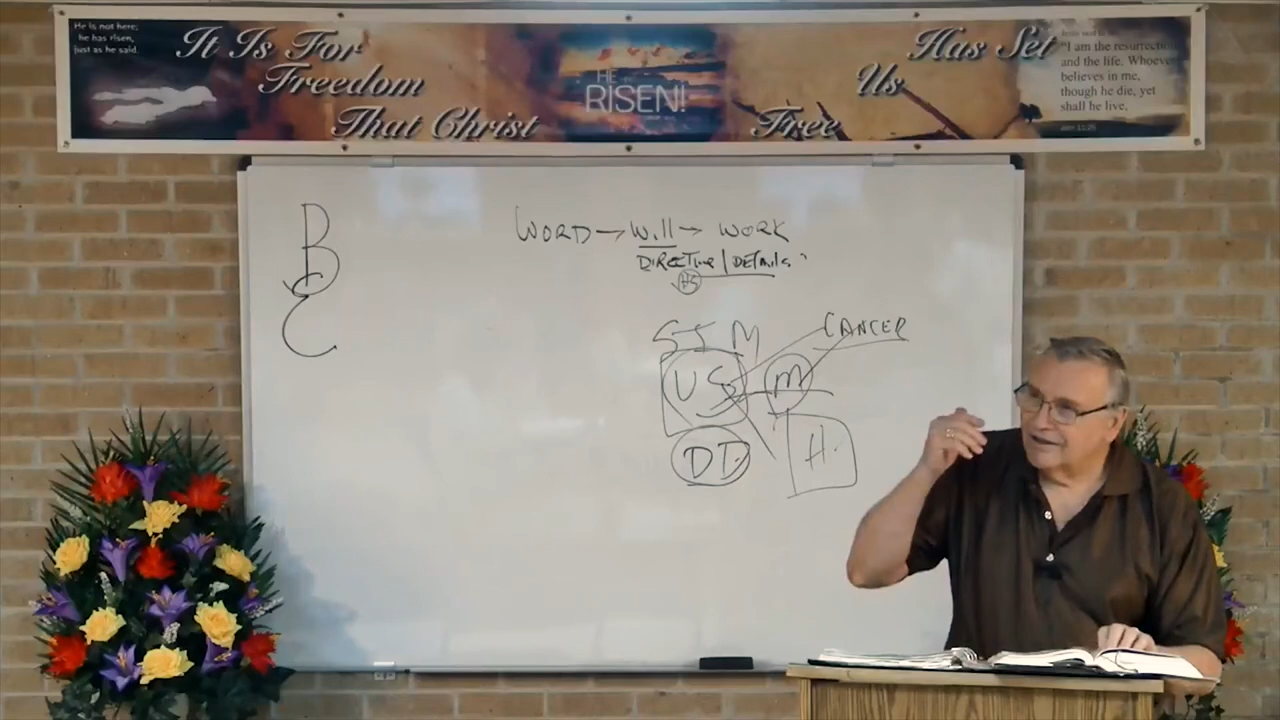 He is not here;
he has risen,
just as he said.
It Is For
Freedom
That Christ
HE
IS
RISEN!
Has Set
Us
Free
"I am the resurrection
and the life. Whoever
believes in me,
though he die, yet
shall he live,
B
WORD → Will → WORK
DIRECTIVE / DETAILS
HS
CANCER
US
M
DD
H.